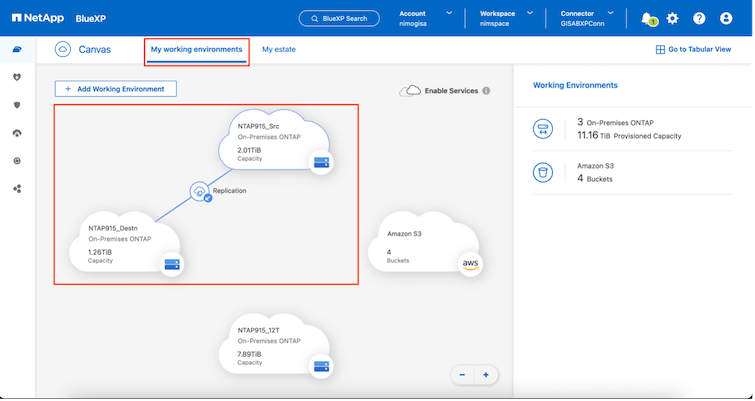 NetApp BlueXP
BlueXP Search
Account
nimogisa
Workspace
nimspace
Connector
GISABXPConn
1
Canvas
My working environments
My estate
Go to Tabular View
+ Add Working Environment
Enable Services
NTAP915_Src
On-Premises ONTAP
2.01TiB
Capacity
Replication
NTAP915_Destn
On-Premises ONTAP
1.26TiB
Capacity
Amazon S3
4
Buckets
aws
NTAP915_12T
On-Premises ONTAP
7.89TiB
Capacity
Working Environments
3 On-Premises ONTAP
11.16 TiB Provisioned Capacity
Amazon S3
4 Buckets